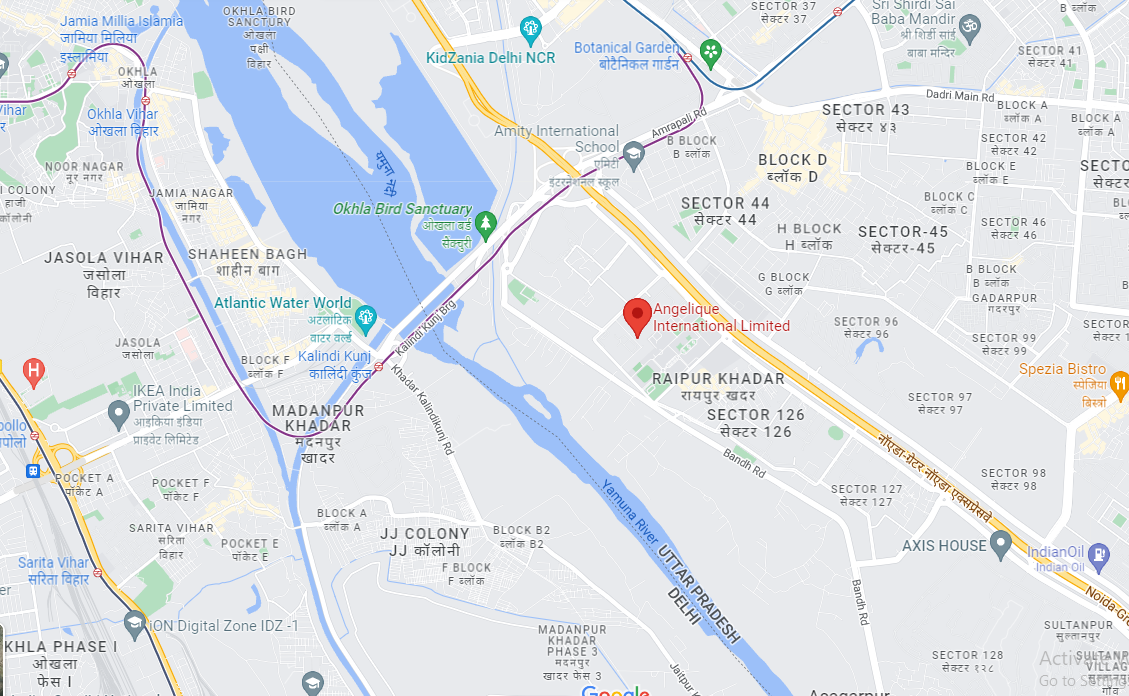 OKHLA BIRD
SANCTUARY
ओखला
पक्षी
विहार
SECTOR 37
सेक्टर 37
Sri Shirdi Sai
Baba Mandir
श्री शिर्डी साई
बाबा मन्दिर
B ब्लॉक
Jamia Millia Islamia
जामिया मिलिया
इस्लामिया
KidZania Delhi NCR
Botanical Garden
बोटैनिकल गार्डन
SECTOR 41
सेक्टर 41
OKHLA
ओखला
Okhla Vihar
ओखला विहार
Dadri Main Rd
SECTOR 43
सेक्टर ४३
BLOCK A
ब्लॉक A
BLOCK A
ब्लॉक A
Amrapali Rd
Amity International
School
एमिटी
इंटरनेशनल स्कूल
B BLOCK
B ब्लॉक
BLOCK D
ब्लॉक D
SECTOR 42
सेक्टर 42
BLOCK E
ब्लॉक E
NOOR NAGAR
नूर नगर
यमुना नदी
JAMIA NAGAR
जामिया
नगर
BLOCK C
ब्लॉक C
SECTOR 44
सेक्टर 44
Okhla Bird Sanctuary
ओखला बर्ड
सैंक्चुरी
H BLOCK
H ब्लॉक
SECTOR-45
सेक्टर-45
SECTOR 46
सेक्टर 46
JASOLA VIHAR
जसोला
विहार
SHAHEEN BAGH
शाहीन बाग
G BLOCK
G ब्लॉक
B BLOCK
B ब्लॉक
GADARPUR
गदरपुर
Atlantic Water World
अटलांटिक
वाटर वर्ल्ड
Kalindi Kunj Brg
Angelique
International Limited
SECTOR 96
सेक्टर 96
SECTOR 99
सेक्टर 99
JASOLA
जसोला
BLOCK F
ब्लॉक F
Kalindi Kunj
कालिंदी कुंज
Khadar Kalindikunj Rd
RAIPUR KHADAR
रायपुर खदर
Spezia Bistro
स्पेज़िया
बिस्त्रो
IKEA India
Private Limited
आइकिया इंडिया
प्राइवेट लिमिटेड
MADANPUR
KHADAR
मदनपुर
खादर
SECTOR 126
सेक्टर 126
SECTOR 97
सेक्टर 97
नॉएडा-ग्रेटर नॉएडा एक्सप्रेसवे
Bandh Rd
POCKET A
पॉकेट A
POCKET F
पॉकेट F
Yamuna River
SECTOR 127
सेक्टर 127
SECTOR 98
सेक्टर 98
BLOCK A
ब्लॉक A
SARITA VIHAR
सरिता
विहार
POCKET E
पॉकेट E
JJ COLONY
JJ कॉलोनी
BLOCK B2
ब्लॉक B2
UTTAR PRADESH
DELHI
AXIS HOUSE
IndianOil
Indian Oil
Sarita Vihar
सरिता विहार
F BLOCK
F ब्लॉक
Bandh Rd
iON Digital Zone IDZ -1
MADANPUR
KHADAR
PHASE 3
मदनपुर
खादर फेस 3
SULTANPUR
सुल्तानपुर
KHLA PHASE I
ओखला
फेस I
SECTOR 128
सेक्टर १२८
Google